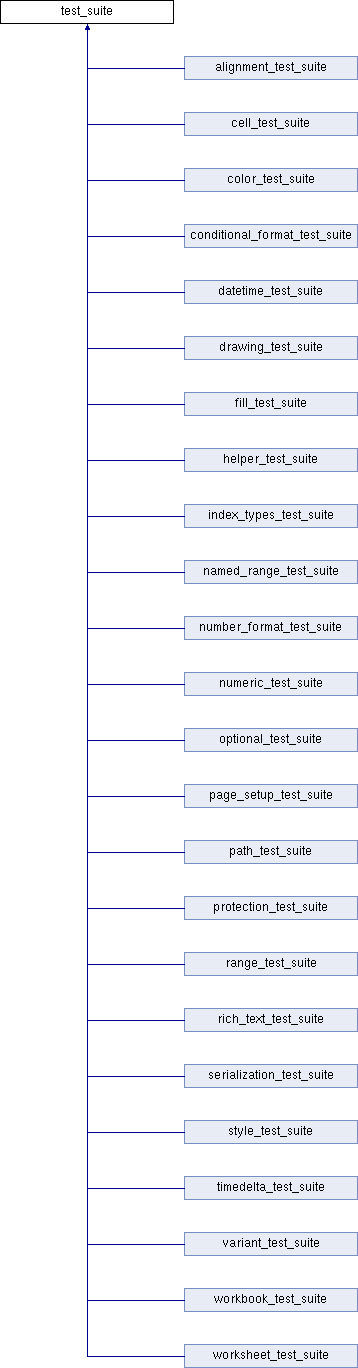 test_suite
alignment_test_suite
cell_test_suite
color_test_suite
conditional_format_test_suite
datetime_test_suite
drawing_test_suite
fill_test_suite
helper_test_suite
index_types_test_suite
named_range_test_suite
number_format_test_suite
numeric_test_suite
optional_test_suite
page_setup_test_suite
path_test_suite
protection_test_suite
range_test_suite
rich_text_test_suite
serialization_test_suite
style_test_suite
timedelta_test_suite
variant_test_suite
workbook_test_suite
worksheet_test_suite